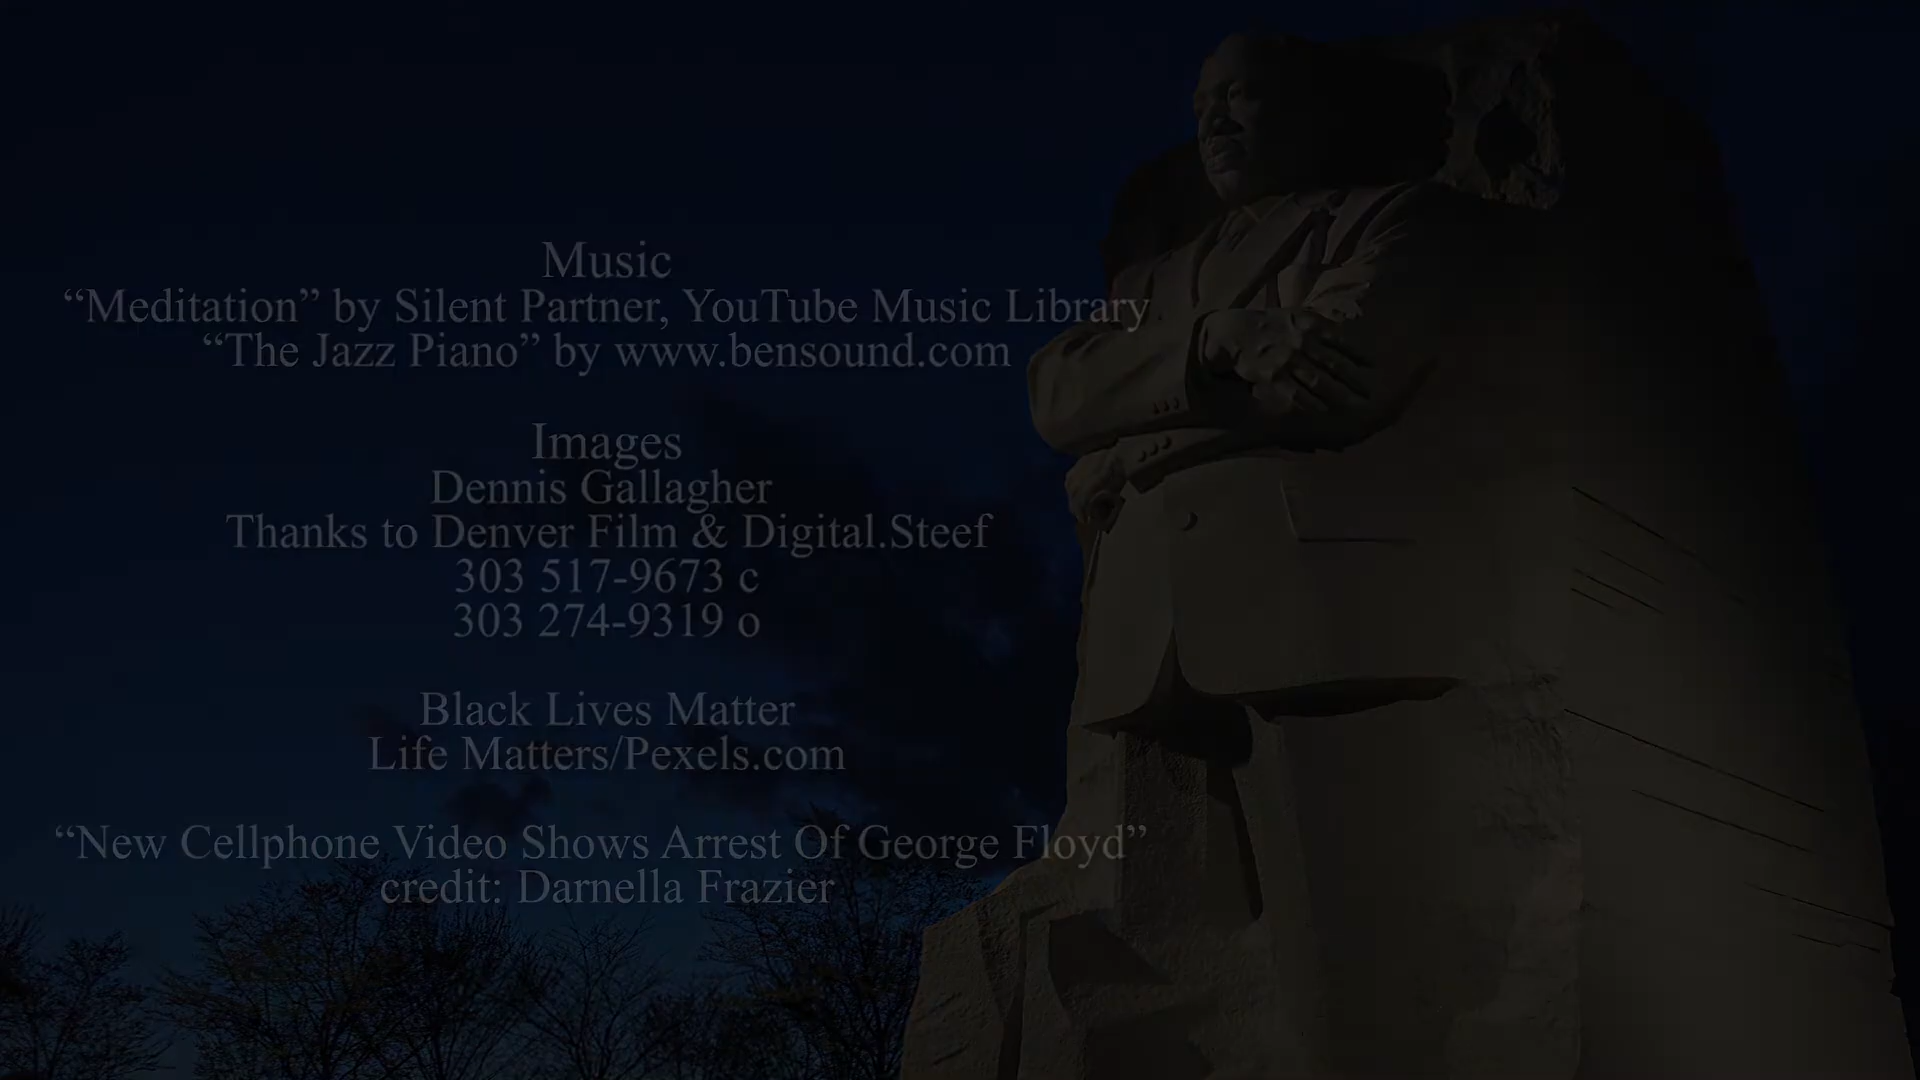 Music
“Meditation” by Silent Partner, YouTube Music Library
“The Jazz Piano” by www.bensound.com
Images
Dennis Gallagher
Thanks to Denver Film & Digital.Steef
303 517-9673 c
303 274-9319 o
Black Lives Matter
Life Matters/Pexels.com
“New Cellphone Video Shows Arrest Of George Floyd”
credit: Darnella Frazier